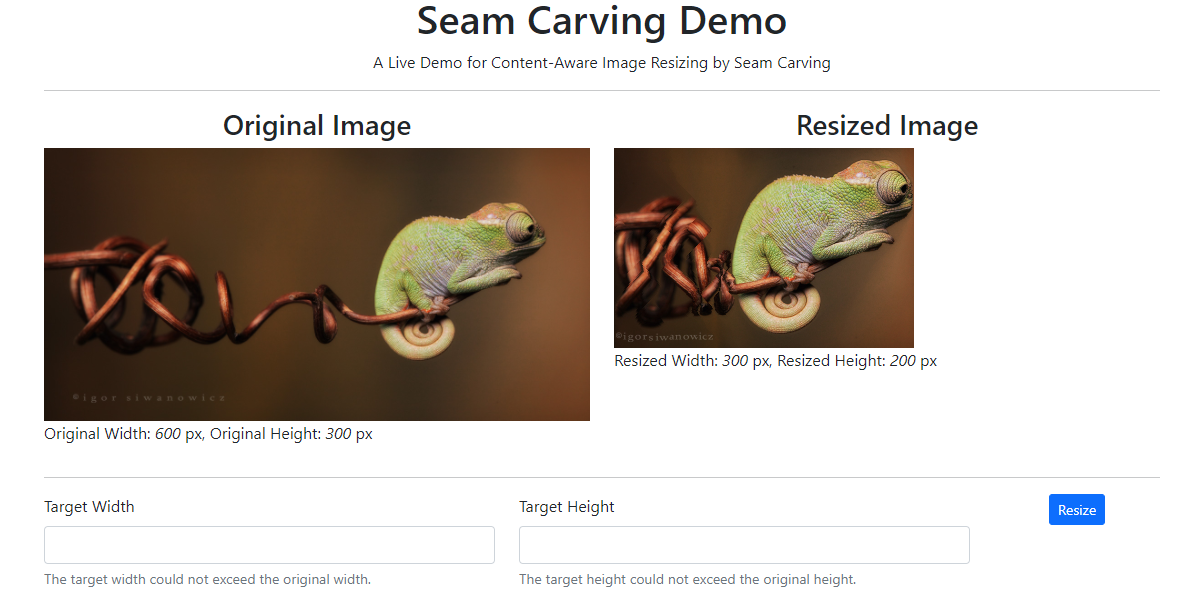 Seam Carving Demo
A Live Demo for Content-Aware Image Resizing by Seam Carving
Original Image
©igor siwanowicz
Original Width: 600 px, Original Height: 300 px
Resized Image
©igorsiwanowicz
Resized Width: 300 px, Resized Height: 200 px
Target Width
The target width could not exceed the original width.
Target Height
The target height could not exceed the original height.
Resize